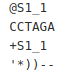 @S1_1
CCTAGA
+S1_1
'*))--